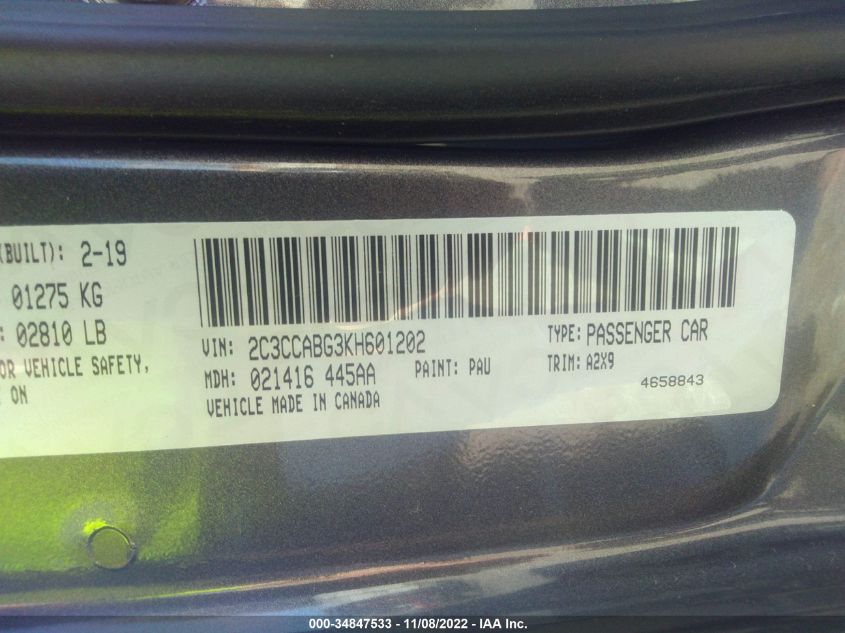 (BUILT): 2-19
01275 KG
: 02810 LB
OR VEHICLE SAFETY,
ON
VIN: 2C3CCABG3KH601202
TYPE: PASSENGER CAR
MDH: 021416 445AA
PAINT: PAU
TRIM: A2X9
VEHICLE MADE IN CANADA
4658843
000-34847533 - 11/08/2022 - IAA Inc.